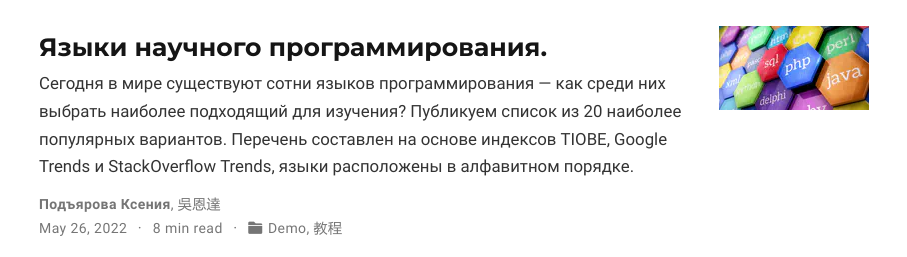 Языки научного программирования.
Сегодня в мире существуют сотни языков программирования — как среди них
выбрать наиболее подходящий для изучения? Публикуем список из 20 наиболее
популярных вариантов. Перечень составлен на основе индексов TIOBE, Google
Trends и StackOverflow Trends, языки расположены в алфавитном порядке.
Подъярова Ксения, 吳恩達
May 26, 2022 · 8 min read · Demo, 教程
html
C++
perl
sql
php
java
xml
delphi